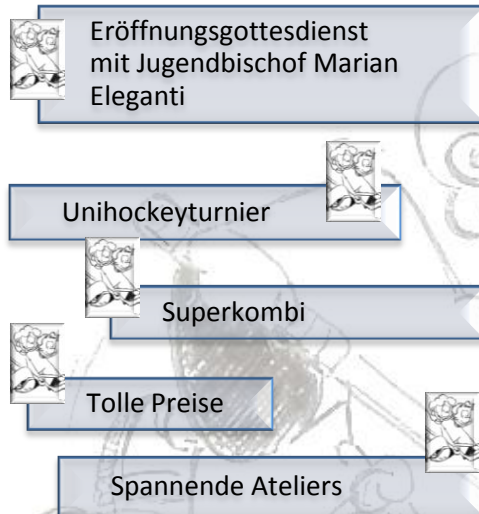 Eröffnungsgottesdienst
mit Jugendbischof Marian
Eleganti
Unihockeyturnier
Superkombi
Tolle Preise
Spannende Ateliers